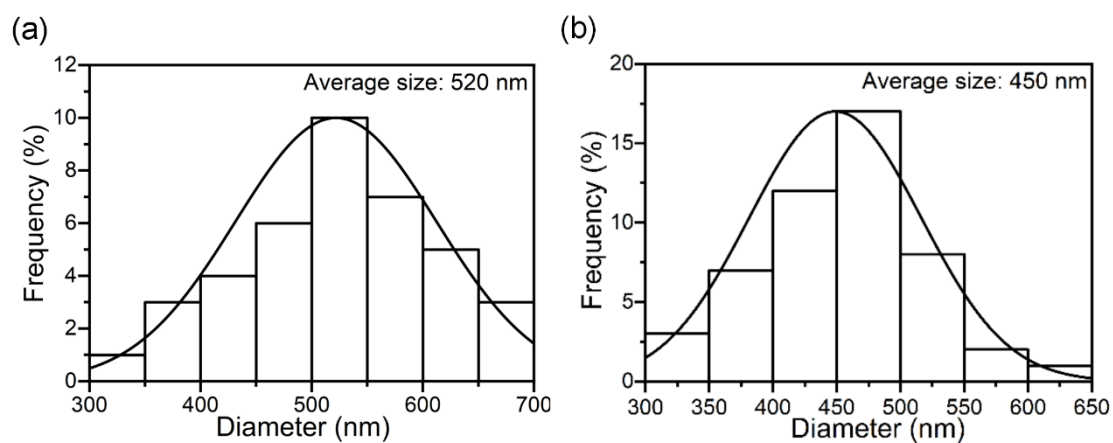 (a)
Average size: 520 nm
Frequency (%)
12
10
8
6
4
2
0
300 400 500 600 700
Diameter (nm)
(b)
Average size: 450 nm
Frequency (%)
20
15
10
5
0
300 350 400 450 500 550 600 650
Diameter (nm)